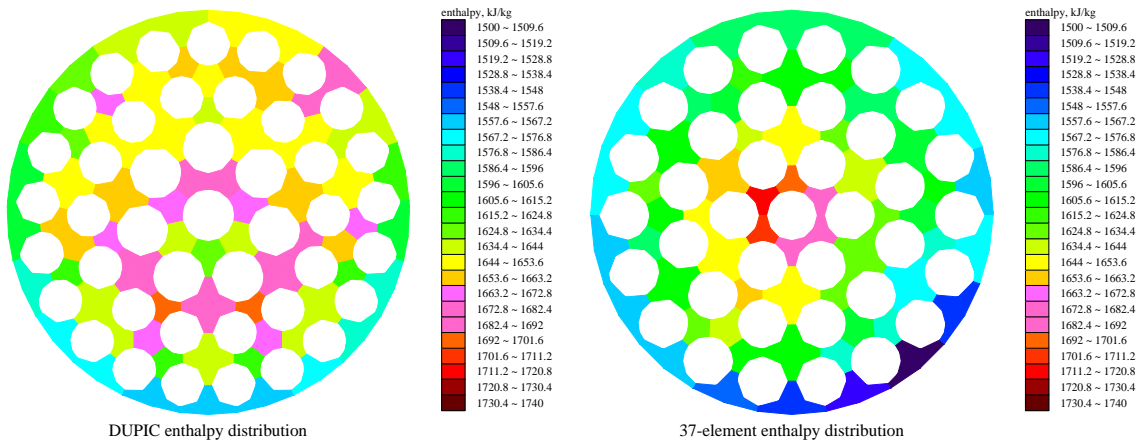 enthalpy, kJ/kg
1500 ~ 1509.6
1509.6 ~ 1519.2
1519.2 ~ 1528.8
1528.8 ~ 1538.4
1538.4 ~ 1548
1548 ~ 1557.6
1557.6 ~ 1567.2
1567.2 ~ 1576.8
1576.8 ~ 1586.4
1586.4 ~ 1596
1596 ~ 1605.6
1605.6 ~ 1615.2
1615.2 ~ 1624.8
1624.8 ~ 1634.4
1634.4 ~ 1644
1644 ~ 1653.6
1653.6 ~ 1663.2
1663.2 ~ 1672.8
1672.8 ~ 1682.4
1682.4 ~ 1692
1692 ~ 1701.6
1701.6 ~ 1711.2
1711.2 ~ 1720.8
1720.8 ~ 1730.4
1730.4 ~ 1740
DUPIC enthalpy distribution
enthalpy, kJ/kg
1500 ~ 1509.6
1509.6 ~ 1519.2
1519.2 ~ 1528.8
1528.8 ~ 1538.4
1538.4 ~ 1548
1548 ~ 1557.6
1557.6 ~ 1567.2
1567.2 ~ 1576.8
1576.8 ~ 1586.4
1586.4 ~ 1596
1596 ~ 1605.6
1605.6 ~ 1615.2
1615.2 ~ 1624.8
1624.8 ~ 1634.4
1634.4 ~ 1644
1644 ~ 1653.6
1653.6 ~ 1663.2
1663.2 ~ 1672.8
1672.8 ~ 1682.4
1682.4 ~ 1692
1692 ~ 1701.6
1701.6 ~ 1711.2
1711.2 ~ 1720.8
1720.8 ~ 1730.4
1730.4 ~ 1740
37-element enthalpy distribution